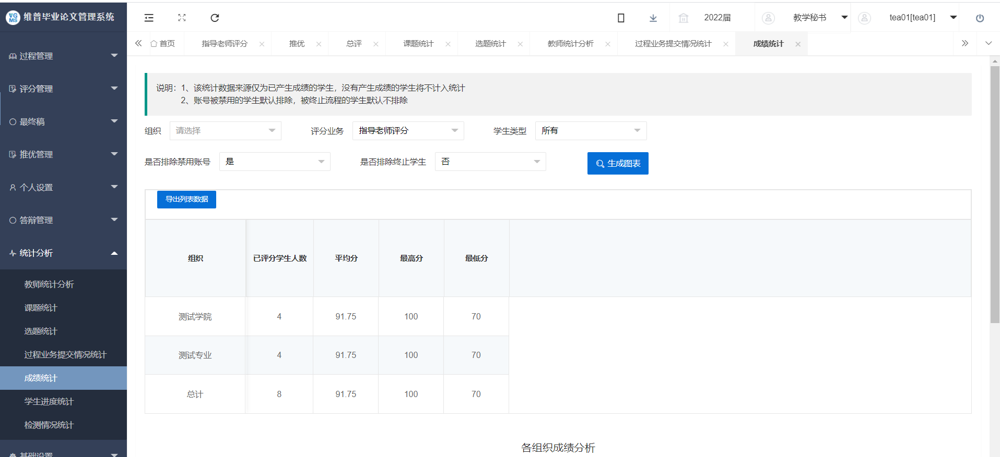 VGMS 维普毕业论文管理系统
2022届
教学秘书
tea01[tea01]
首页
指导老师评分
推优
总评
课题统计
选题统计
教师统计分析
过程业务提交情况统计
成绩统计
过程管理
评分管理
最终稿
推优管理
个人设置
答辩管理
统计分析
教师统计分析
课题统计
选题统计
过程业务提交情况统计
成绩统计
学生进度统计
检测情况统计
基础设置
说明：1、该统计数据来源仅为已产生成绩的学生，没有产生成绩的学生将不计入统计
2、账号被禁用的学生默认排除，被终止流程的学生默认不排除
组织 请选择 评分业务 指导老师评分 学生类型 所有
是否排除禁用账号 是 是否排除终止学生 否 生成图表
导出列表数据
组织 已评分学生人数 平均分 最高分 最低分
测试学院 4 91.75 100 70
测试专业 4 91.75 100 70
总计 8 91.75 100 70
各组织成绩分析